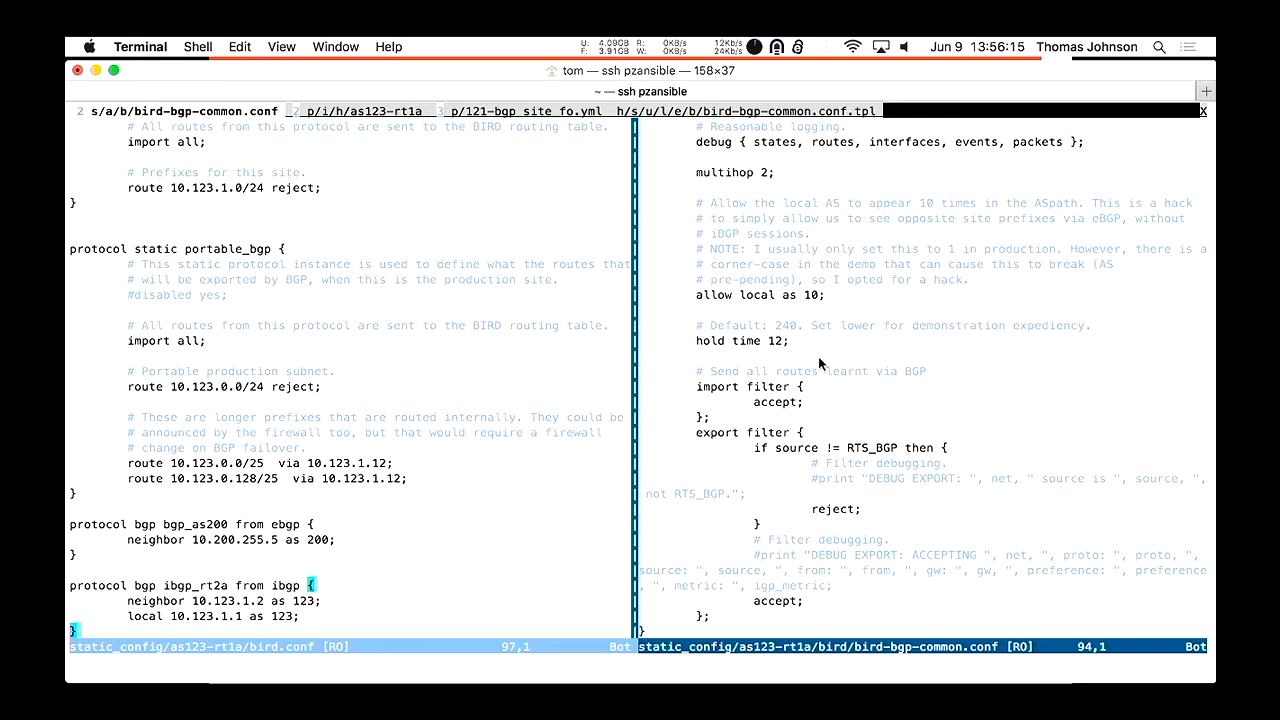 Terminal Shell Edit View Window Help
U: 4.09GB R: 0KB/s 12Kb/s
F: 3.91GB W: 0KB/s 24Kb/s
Jun 9 13:56:15 Thomas Johnson
tom — ssh pzansible — 158×37
~ — ssh pzansible
+
2 s/a/b/bird-bgp-common.conf 2 p/i/h/as123-rt1a 3 p/121-bgp_site_fo.yml h/s/u/l/e/b/bird-bgp-common.conf.tpl X
# All routes from this protocol are sent to the BIRD routing table.
import all;
# Prefixes for this site.
route 10.123.1.0/24 reject;
}
protocol static portable_bgp {
# This static protocol instance is used to define what the routes that
# will be exported by BGP, when this is the production site.
#disabled yes;
# All routes from this protocol are sent to the BIRD routing table.
import all;
# Portable production subnet.
route 10.123.0.0/24 reject;
# These are longer prefixes that are routed internally. They could be
# announced by the firewall too, but that would require a firewall
# change on BGP failover.
route 10.123.0.0/25  via 10.123.1.12;
route 10.123.0.128/25  via 10.123.1.12;
}
protocol bgp bgp_as200 from ebgp {
neighbor 10.200.255.5 as 200;
}
protocol bgp ibgp_rt2a from ibgp {
neighbor 10.123.1.2 as 123;
local 10.123.1.1 as 123;
}
static_config/as123-rt1a/bird.conf [RO] 97,1 Bot
# Reasonable logging.
debug { states, routes, interfaces, events, packets };
multihop 2;
# Allow the local AS to appear 10 times in the ASpath. This is a hack
# to simply allow us to see opposite site prefixes via eBGP, without
# iBGP sessions.
# NOTE: I usually only set this to 1 in production. However, there is a
# corner-case in the demo that can cause this to break (AS
# pre-pending), so I opted for a hack.
allow local as 10;
# Default: 240. Set lower for demonstration expediency.
hold time 12;
# Send all routes learnt via BGP
import filter {
accept;
};
export filter {
if source != RTS_BGP then {
# Filter debugging.
#print "DEBUG EXPORT: ", net, " source is ", source, ",
not RTS_BGP.";
reject;
}
# Filter debugging.
#print "DEBUG EXPORT: ACCEPTING ", net, ", proto: ", proto, ",
source: ", source, ", from: ", from, ", gw: ", gw, ", preference: ", preference
, ", metric: ", igp_metric;
accept;
};
}
static_config/as123-rt1a/bird/bird-bgp-common.conf [RO] 94,1 Bot